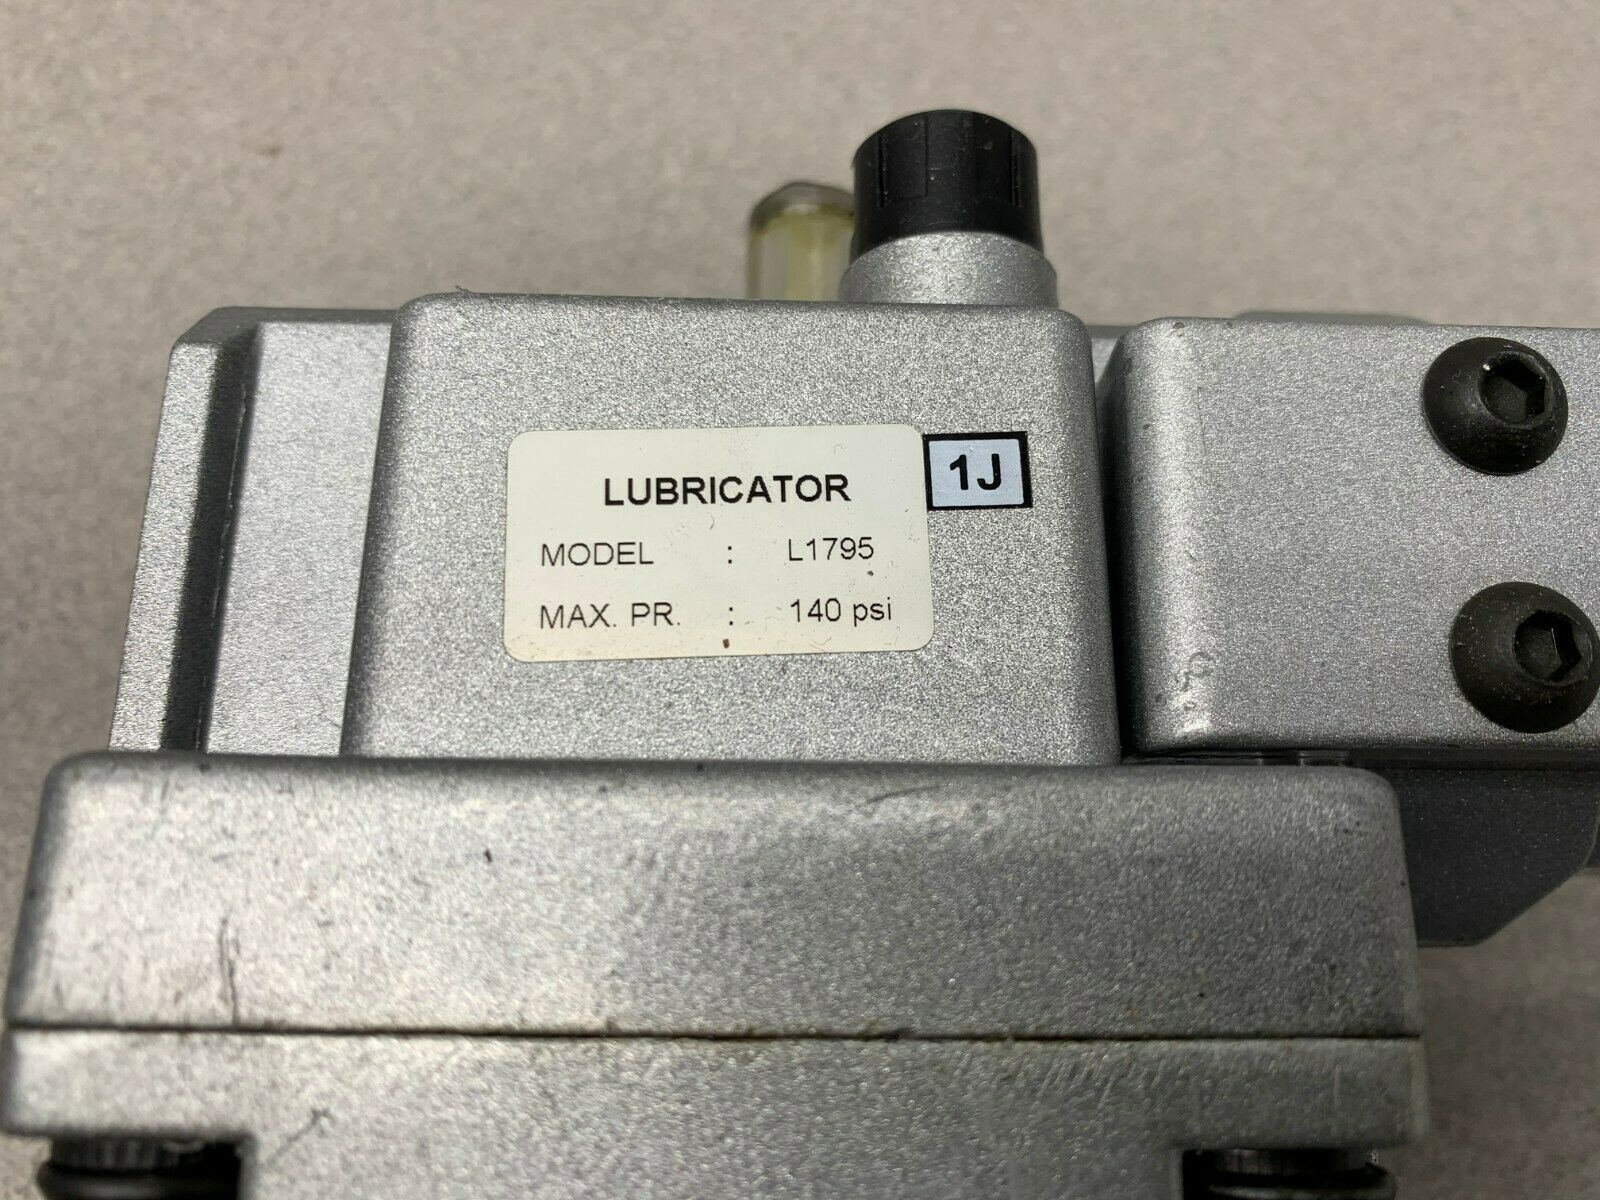 LUBRICATOR
1J
MODEL : L1795
MAX. PR. : 140 psi